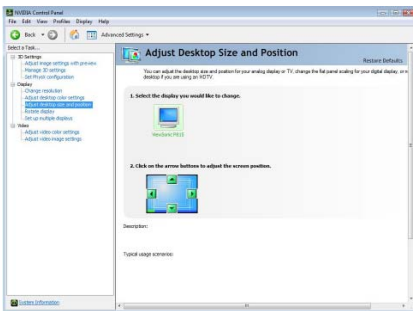 NVIDIA Control Panel
File Edit View Profiles Display Help
Back Advanced Settings
Select a Task...
3D Settings
Adjust image settings with preview
Manage 3D settings
Set PhysX configuration
Display
Change resolution
Adjust desktop color settings
Adjust desktop size and position
Rotate display
Set up multiple displays
Video
Adjust video color settings
Adjust video image settings
System Information
Adjust Desktop Size and Position
Restore Defaults
You can adjust the desktop size and position for your analog display or TV, change the flat panel scaling for your digital display, or
desktop if you are using an HDTV.
1. Select the display you would like to change.
2. Click on the arrow buttons to adjust the screen position.
Description:
Typical usage scenarios: